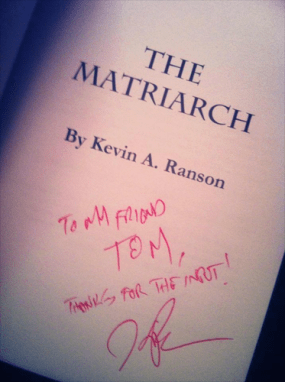 THE
MATRIARCH
By Kevin A. Ranson
TO MY FRIEND
TOM,
THANKS FOR THE INPUT!